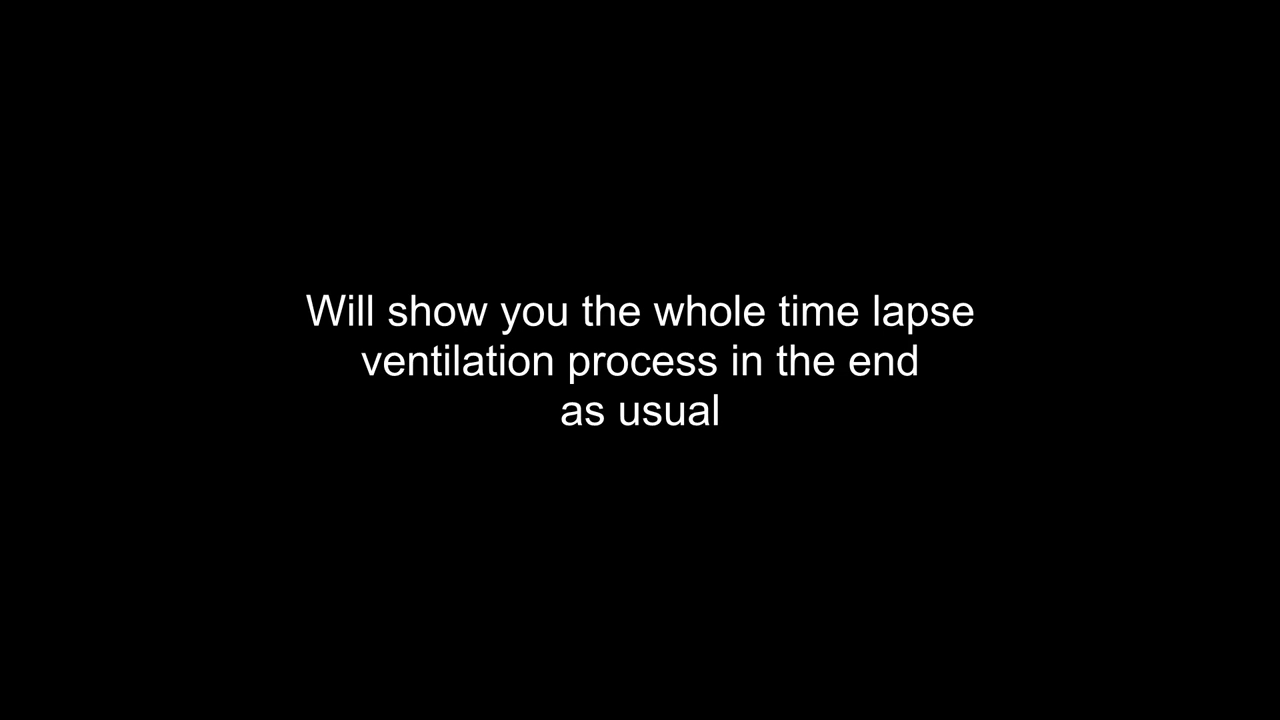 Will show you the whole time lapse
ventilation process in the end
as usual